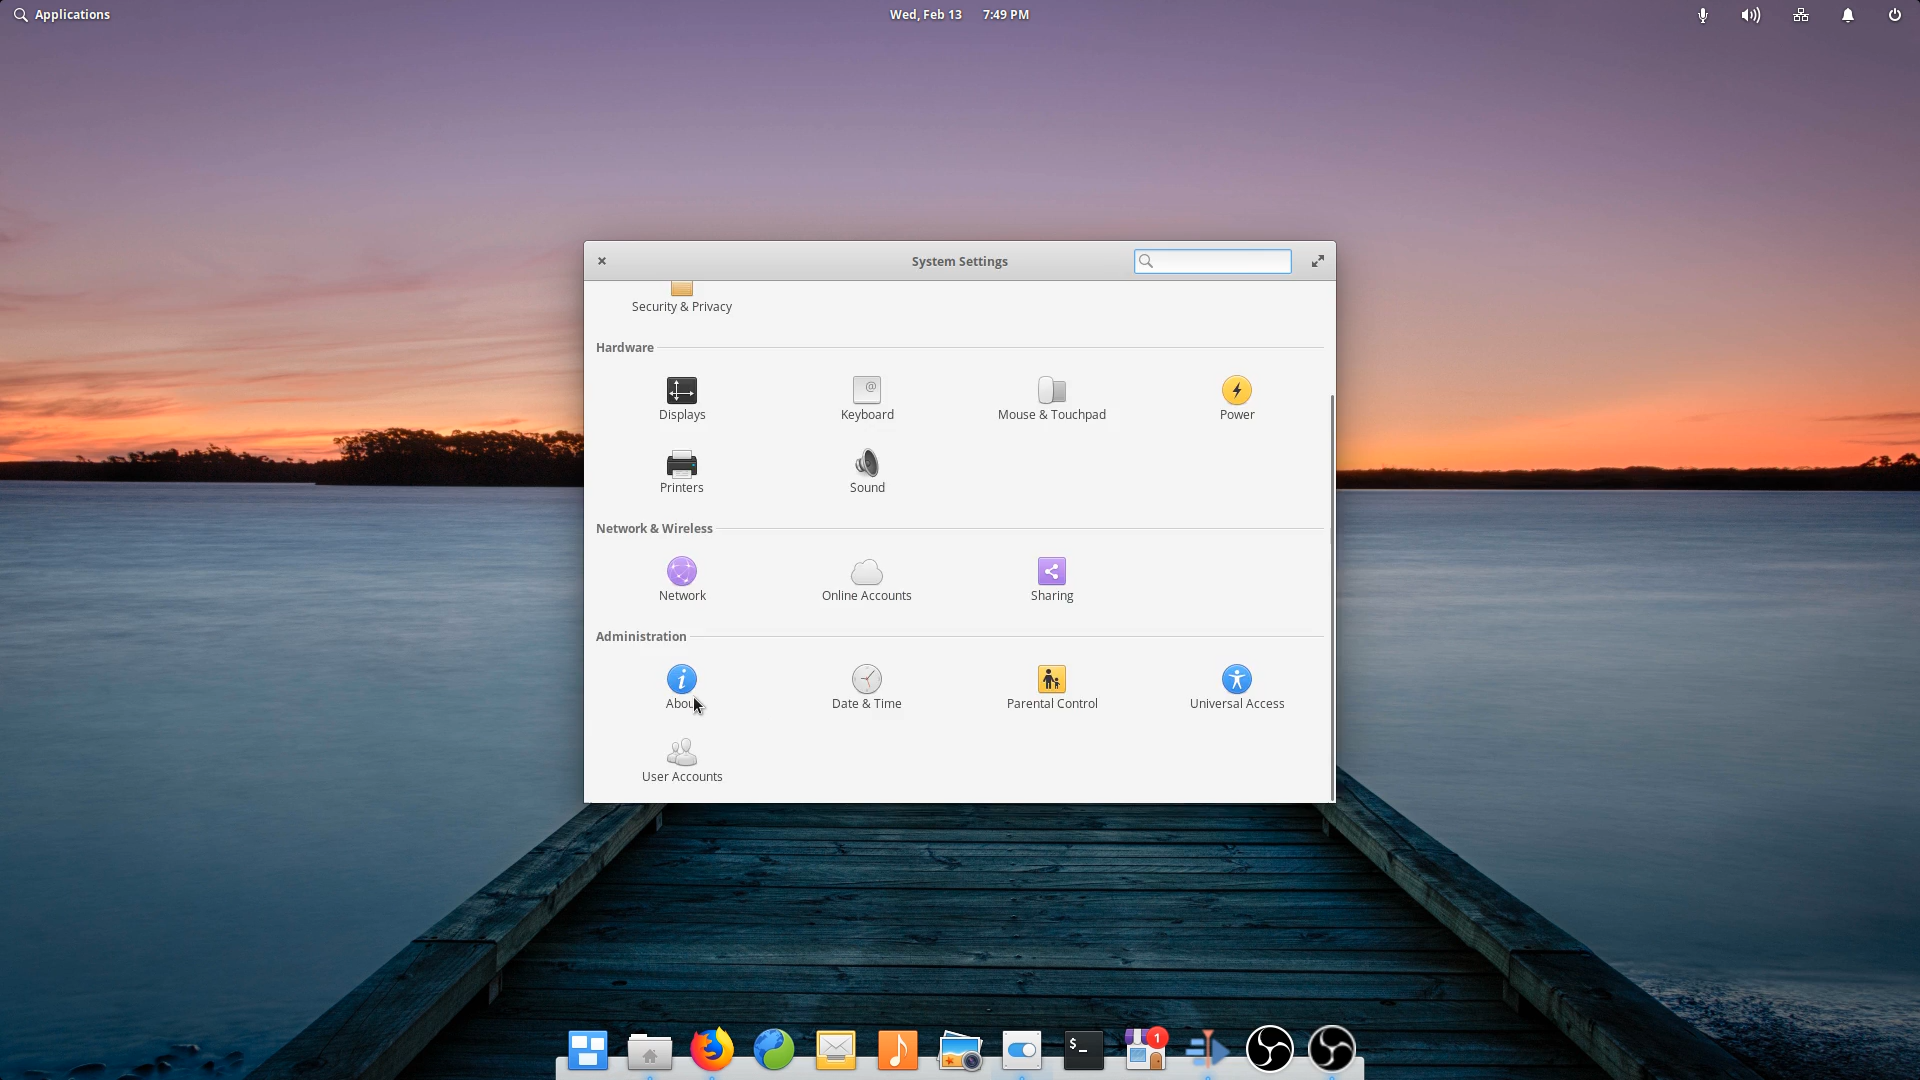 Applications
Wed, Feb 13 7:49 PM
System Settings
Security & Privacy
Hardware
Displays Keyboard Mouse & Touchpad Power
Printers Sound
Network & Wireless
Network Online Accounts Sharing
Administration
About Date & Time Parental Control Universal Access
User Accounts
$_
1